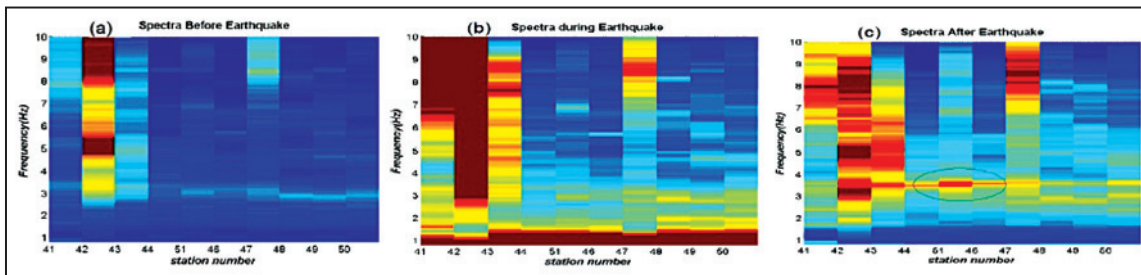 (a) Spectra Before Earthquake
Frequency(Hz)
10
9
8
7
6
5
4
3
2
1
41 42 43 44 51 46 47 48 49 50
station number
(b) Spectra during Earthquake
Frequency(Hz)
10
9
8
7
6
5
4
3
2
1
41 42 43 44 51 46 47 48 49 50
station number
(c) Spectra After Earthquake
Frequency(Hz)
10
9
8
7
6
5
4
3
2
1
41 42 43 44 51 46 47 48 49 50
station number